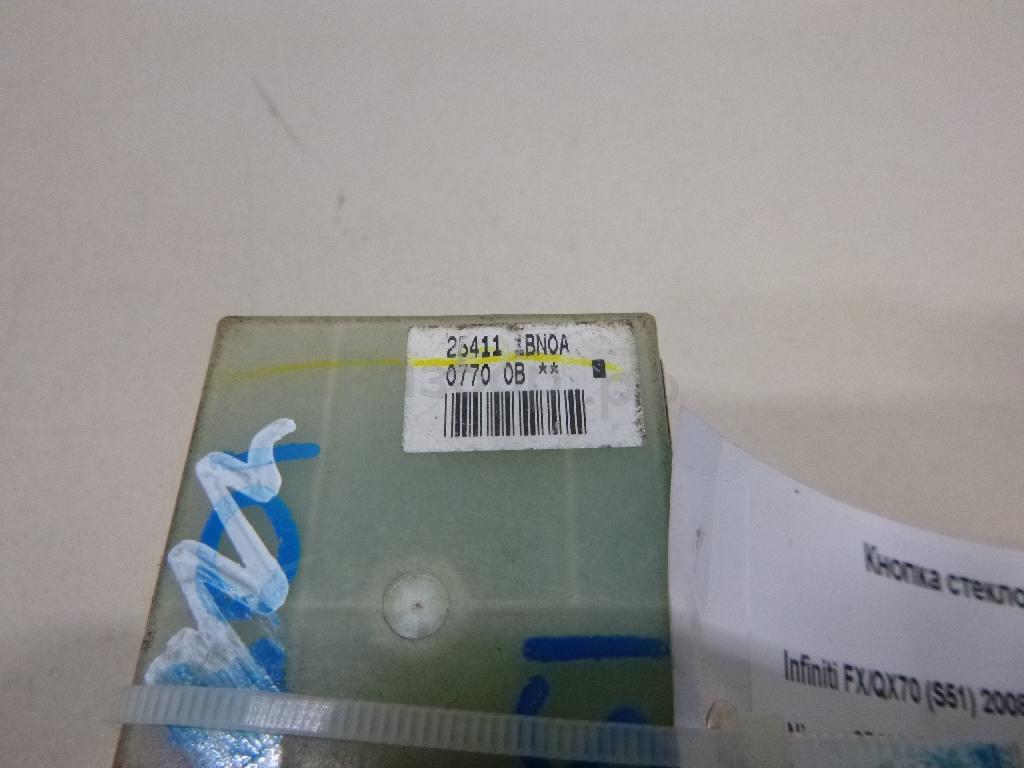 25411 1BN0A
0770 0B **
Кнопка стекло
Infiniti FX/QX70 (S51) 2008